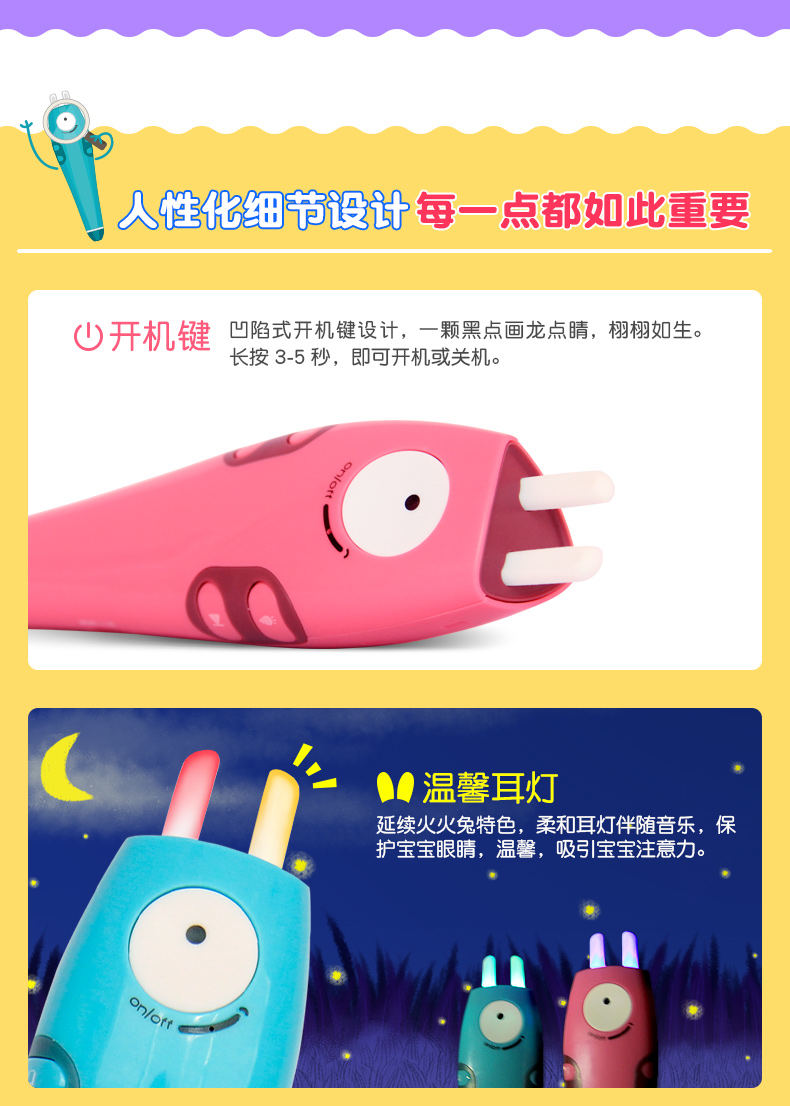 人性化细节设计 每一点都如此重要
开机键
凹陷式开机键设计，一颗黑点画龙点睛，栩栩如生。
长按 3-5 秒，即可开机或关机。
on/off
温馨耳灯
延续火火兔特色，柔和耳灯伴随音乐，保
护宝宝眼睛，温馨，吸引宝宝注意力。
on/off